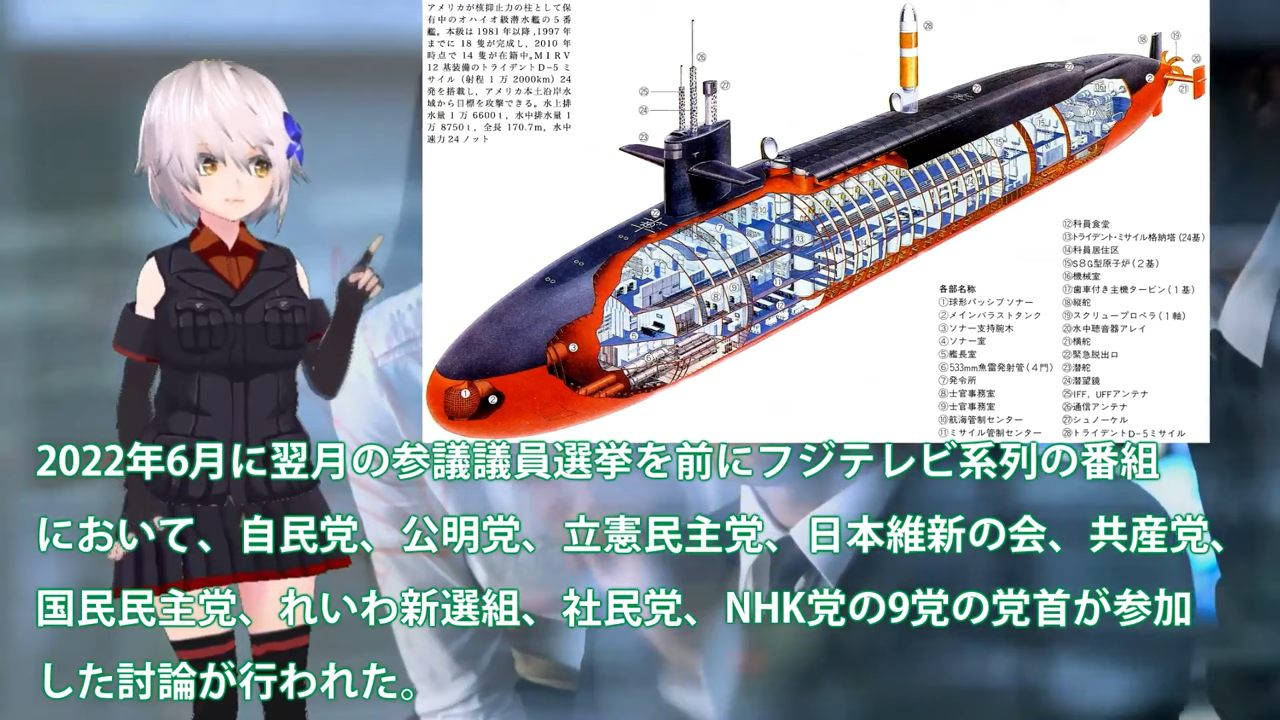 アメリカが核抑止力の柱として保
有中のオハイオ級潜水艦の5番
艦。本級は1981年以降,1997年
までに18隻が完成し,2010年
時点で14隻が在籍中。MIRV
12基装備のトライデントD-5ミ
サイル(射程1万2000km)24
発を搭載し,アメリカ本土沿岸水
域から目標を攻撃できる。水上排
水量1万6600t,水中排水量1
万8750t,全長170.7m,水中
速力24ノット
各部名称
①球形パッシブソナー
②メインバラストタンク
③ソナー支持腕木
④ソナー室
⑤艦長室
⑥533mm魚雷発射管(4門)
⑦発令所
⑧士官事務室
⑨士官事務室
⑩航海管制センター
⑪ミサイル管制センター
⑫科員食堂
⑬トライデント・ミサイル格納塔(24基)
⑭科員居住区
⑮S8G型原子炉(2基)
⑯機械室
⑰歯車付き主機タービン(1基)
⑱縦舵
⑲スクリュープロペラ(1軸)
⑳水中聴音器アレイ
㉑横舵
㉒緊急脱出口
㉓潜舵
㉔潜望鏡
㉕IFF,UFFアンテナ
㉖通信アンテナ
㉗シュノーケル
㉘トライデントD-5ミサイル
2022年6月に翌月の参議議員選挙を前にフジテレビ系列の番組
において、自民党、公明党、立憲民主党、日本維新の会、共産党、
国民民主党、れいわ新選組、社民党、NHK党の9党の党首が参加
した討論が行われた。